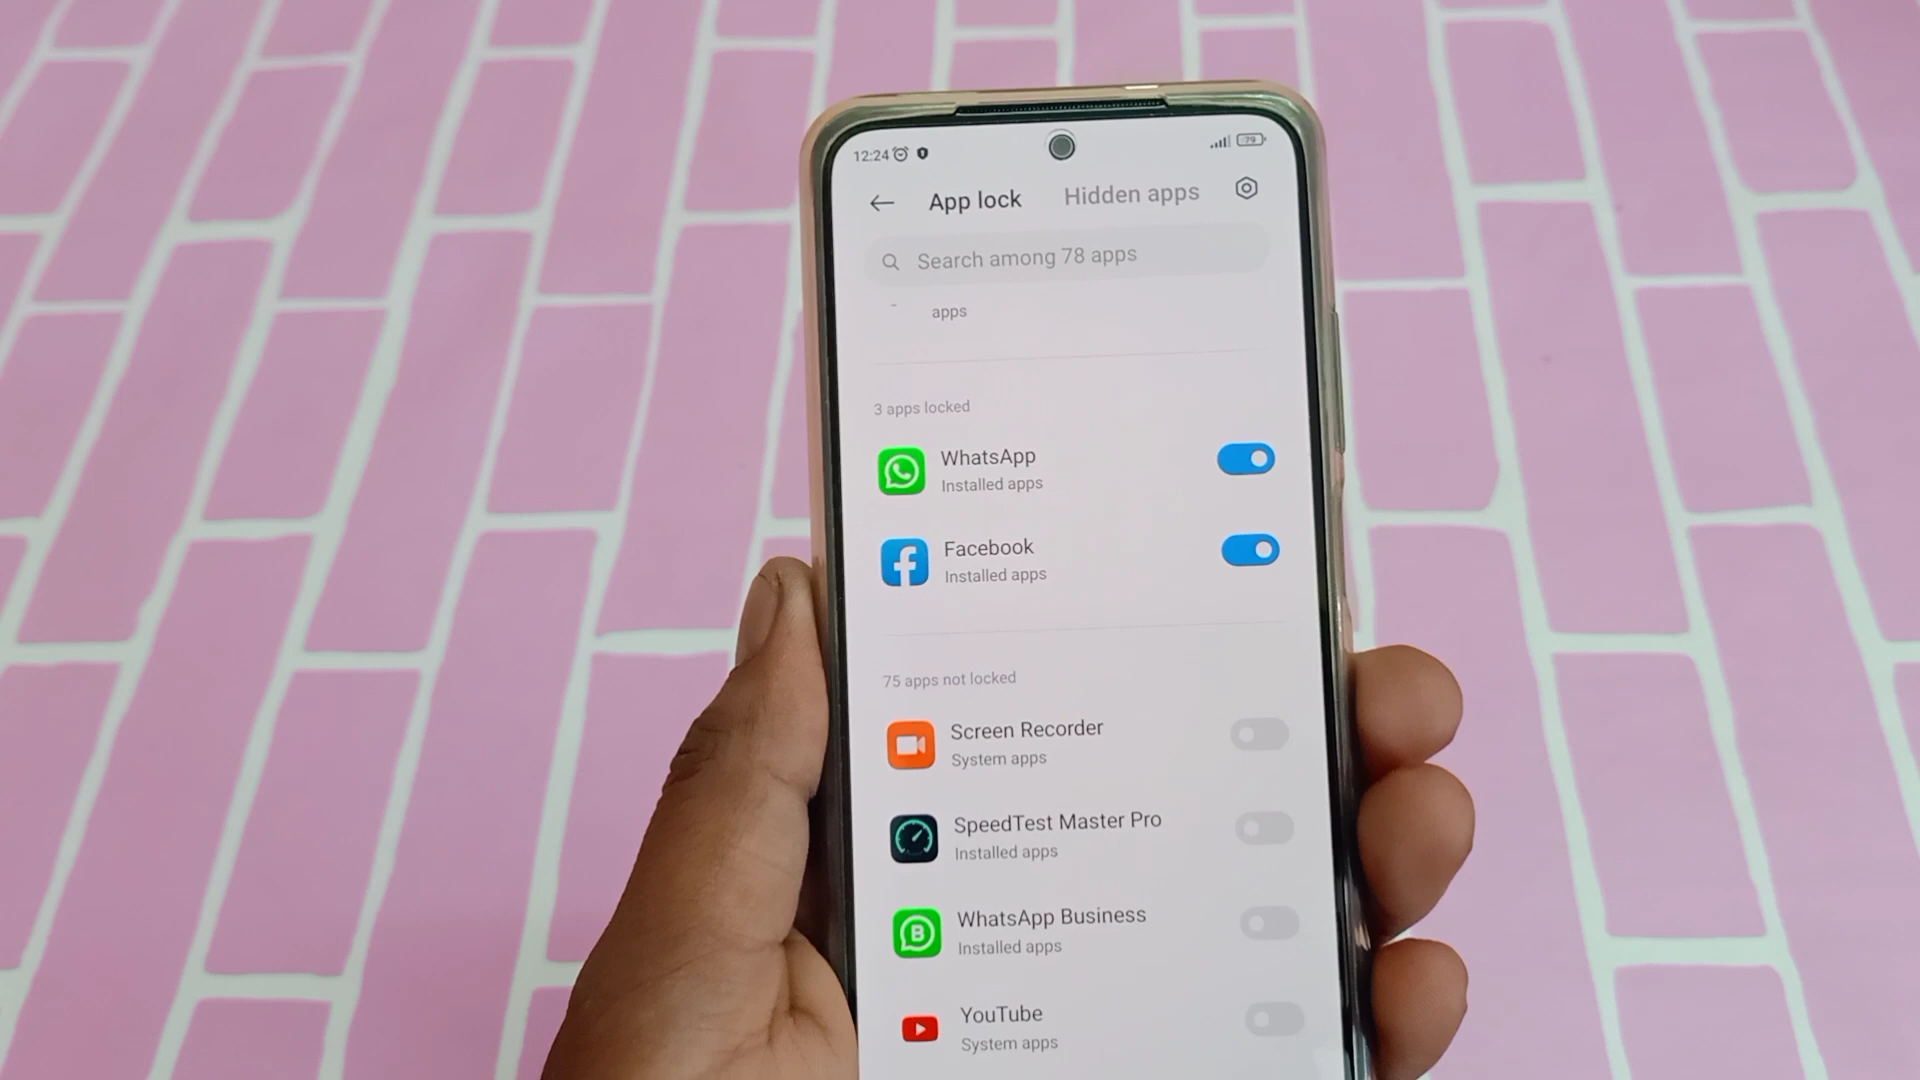 12:24
79
App lock
Hidden apps
Search among 78 apps
apps
3 apps locked
WhatsApp
Installed apps
Facebook
Installed apps
75 apps not locked
Screen Recorder
System apps
SpeedTest Master Pro
Installed apps
WhatsApp Business
Installed apps
YouTube
System apps